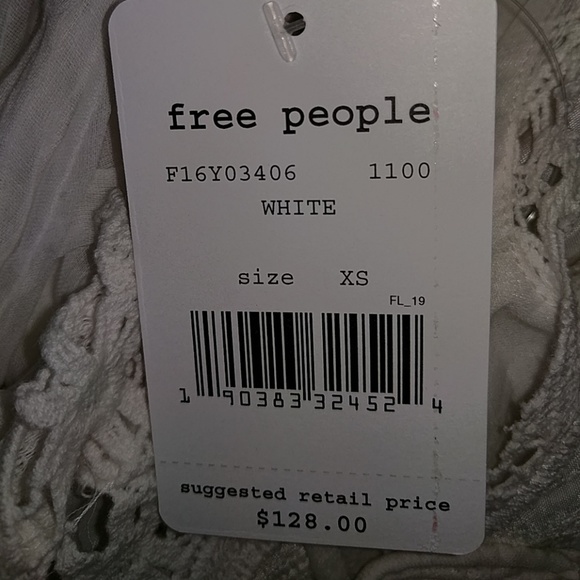 free people
F16Y03406 1100
WHITE
size XS
FL_19
1 90383 32452 4
suggested retail price
$128.00